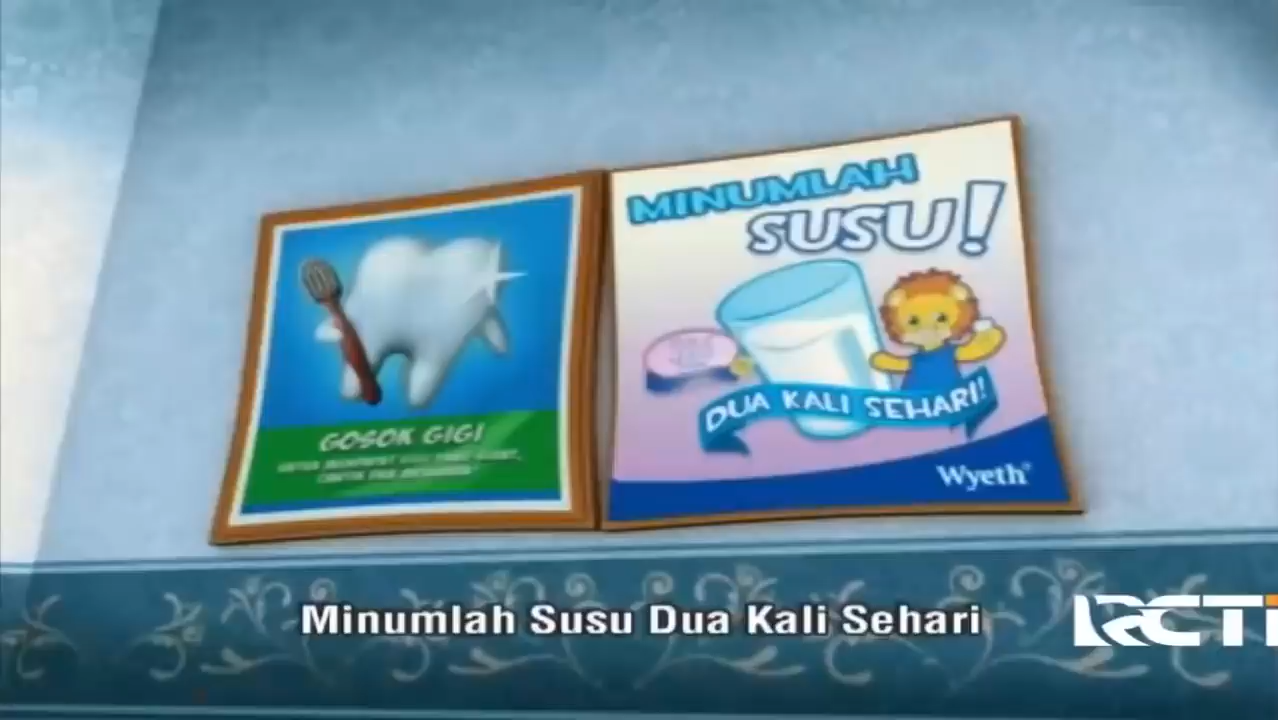 MINUMLAH
SUSU!
DUA KALI SEHARI!
Wyeth®
GOSOK GIGI
Minumlah Susu Dua Kali Sehari
RCTI